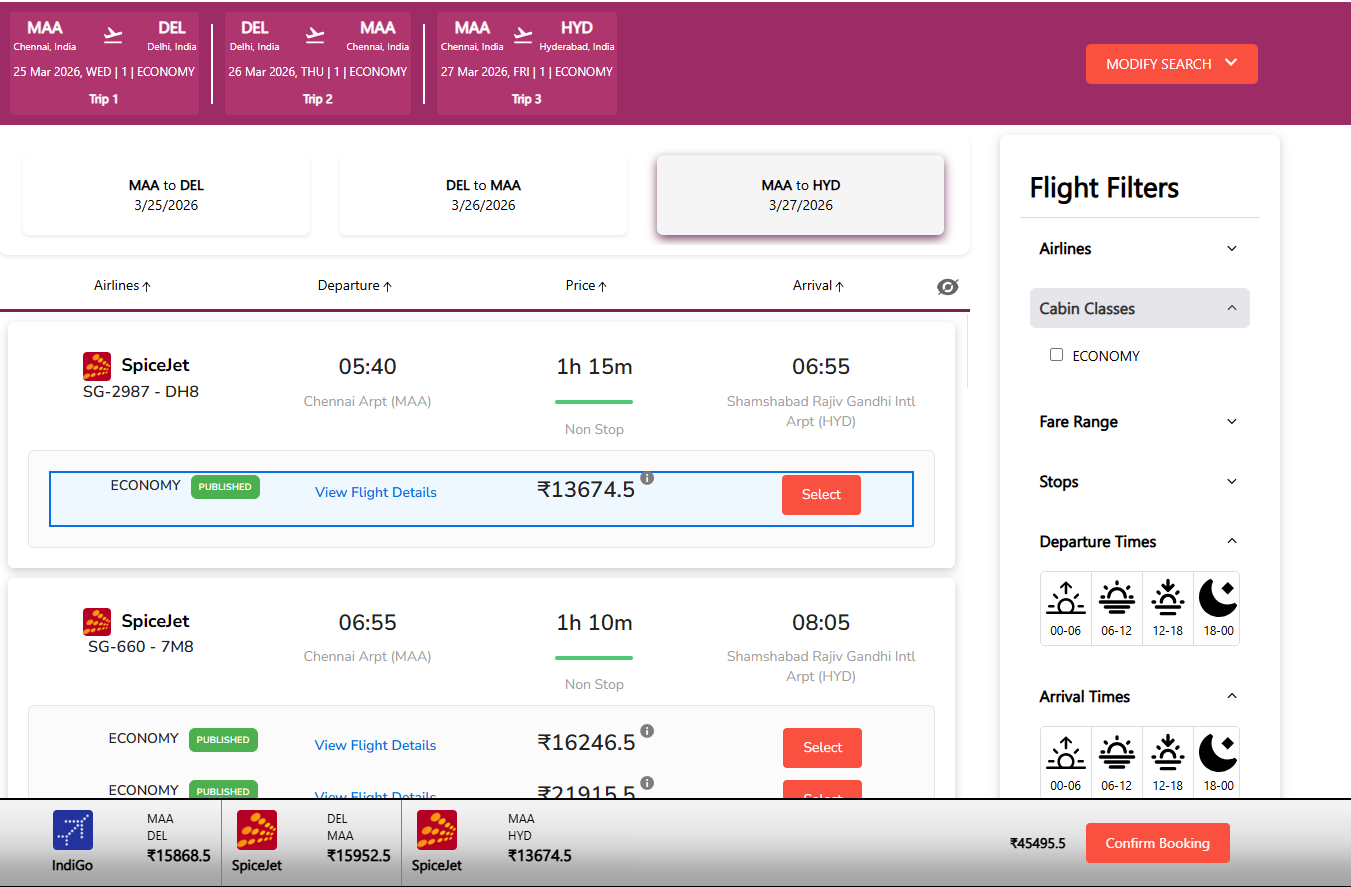 MAA DEL
Chennai, India Delhi, India
25 Mar 2026, WED | 1 | ECONOMY
Trip 1
DEL MAA
Delhi, India Chennai, India
26 Mar 2026, THU | 1 | ECONOMY
Trip 2
MAA HYD
Chennai, India Hyderabad, India
27 Mar 2026, FRI | 1 | ECONOMY
Trip 3
MODIFY SEARCH
MAA to DEL
3/25/2026
DEL to MAA
3/26/2026
MAA to HYD
3/27/2026
Airlines Departure Price Arrival
SpiceJet
SG-2987 - DH8
05:40
Chennai Arpt (MAA)
1h 15m
Non Stop
06:55
Shamshabad Rajiv Gandhi Intl
Arpt (HYD)
ECONOMY PUBLISHED View Flight Details ₹13674.5 Select
SpiceJet
SG-660 - 7M8
06:55
Chennai Arpt (MAA)
1h 10m
Non Stop
08:05
Shamshabad Rajiv Gandhi Intl
Arpt (HYD)
ECONOMY PUBLISHED View Flight Details ₹16246.5 Select
ECONOMY PUBLISHED View Flight Details ₹21915.5 Select
Flight Filters
Airlines
Cabin Classes
ECONOMY
Fare Range
Stops
Departure Times
00-06 06-12 12-18 18-00
Arrival Times
00-06 06-12 12-18 18-00
IndiGo
MAA
DEL
₹15868.5
SpiceJet
DEL
MAA
₹15952.5
SpiceJet
MAA
HYD
₹13674.5
₹45495.5
Confirm Booking